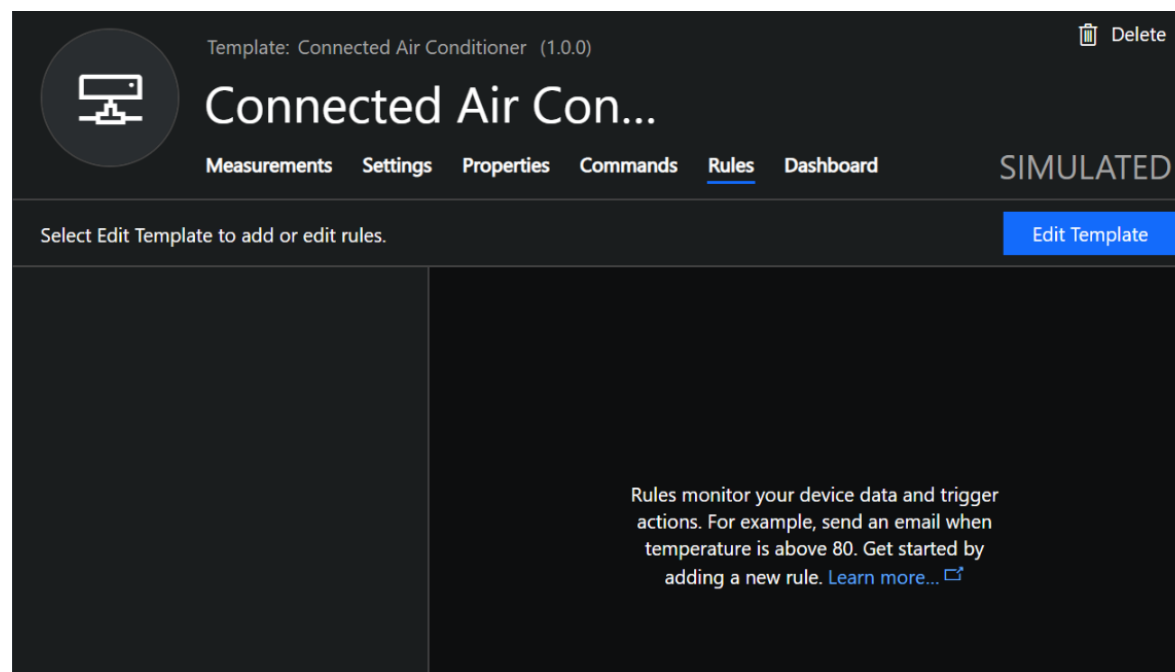 Template: Connected Air Conditioner (1.0.0)
Delete
Connected Air Con...
Measurements Settings Properties Commands Rules Dashboard
SIMULATED
Select Edit Template to add or edit rules.
Edit Template
Rules monitor your device data and trigger
actions. For example, send an email when
temperature is above 80. Get started by
adding a new rule. Learn more...